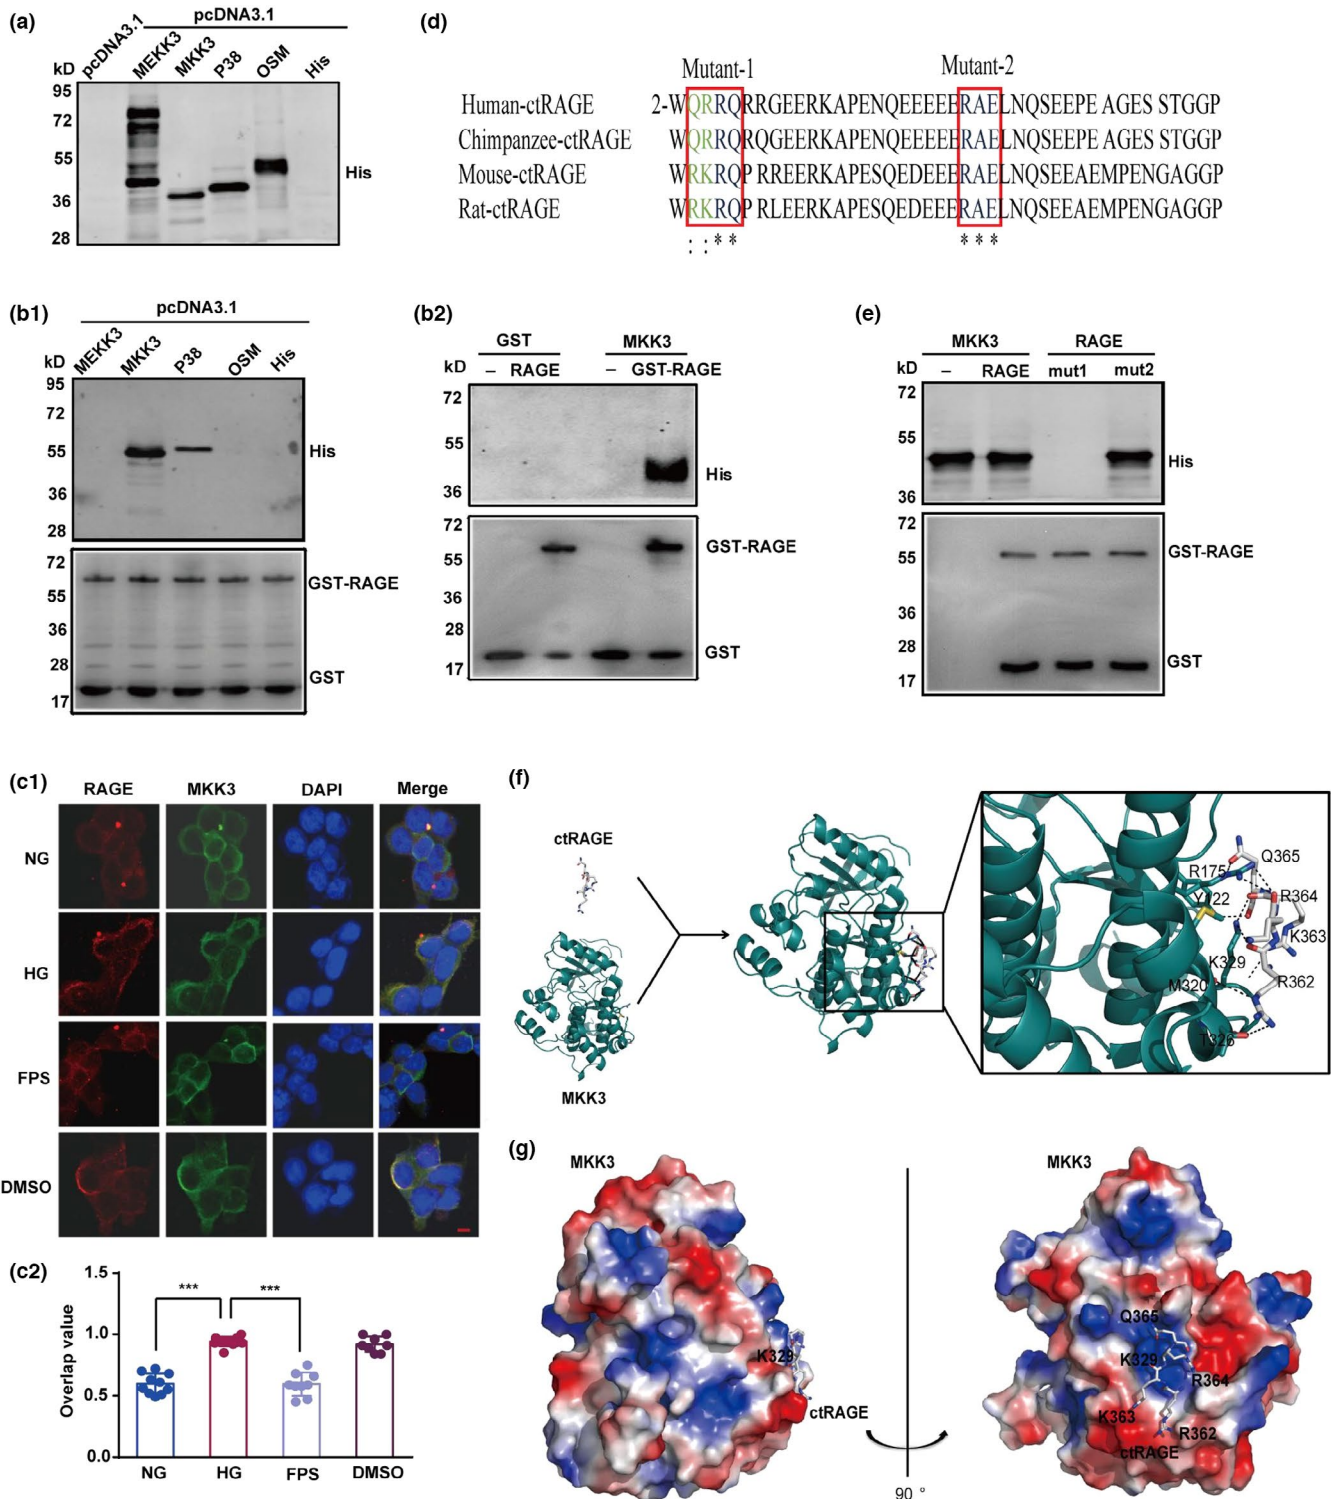 (a)
pcDNA3.1
pcDNA3.1 MEKK3 MKK3 P38 OSM His
kD
95
72
55
36
28
His
(b1)
pcDNA3.1
MEKK3 MKK3 P38 OSM His
kD
95
72
55
36
28
His
72
55
36
28
17
GST-RAGE
GST
(b2)
GST MKK3
kD – RAGE – GST-RAGE
72
55
36
His
72
55
36
28
17
GST-RAGE
GST
(c1)
RAGE MKK3 DAPI Merge
NG
HG
FPS
DMSO
(c2)
Overlap value
1.5
1.0
0.5
0.0
*** ***
NG HG FPS DMSO
(d)
Mutant-1 Mutant-2
Human-ctRAGE 2-WQRRQRRGEERKAPENQEEEEERAELNQSEEPE AGES STGGP
Chimpanzee-ctRAGE WQRRQRQGEERKAPENQEEEEERAELNQSEEPE AGES STGGP
Mouse-ctRAGE WRKRQP RREERKAPESQEDEEERAELNQSEEAEMPENGAGGP
Rat-ctRAGE WRKRQP RLEERKAPESQEDEEERAELNQSEEAEMPENGAGGP
: : * * * * *
(e)
MKK3 RAGE
– RAGE mut1 mut2
72
55
36
His
72
55
36
28
17
GST-RAGE
GST
(f)
ctRAGE
MKK3
Q365
R175
R364
Y122
K363
K329
M320
R362
T326
(g)
MKK3
K329
ctRAGE
90 °
MKK3
Q365
K329
R364
K363
R362
ctRAGE